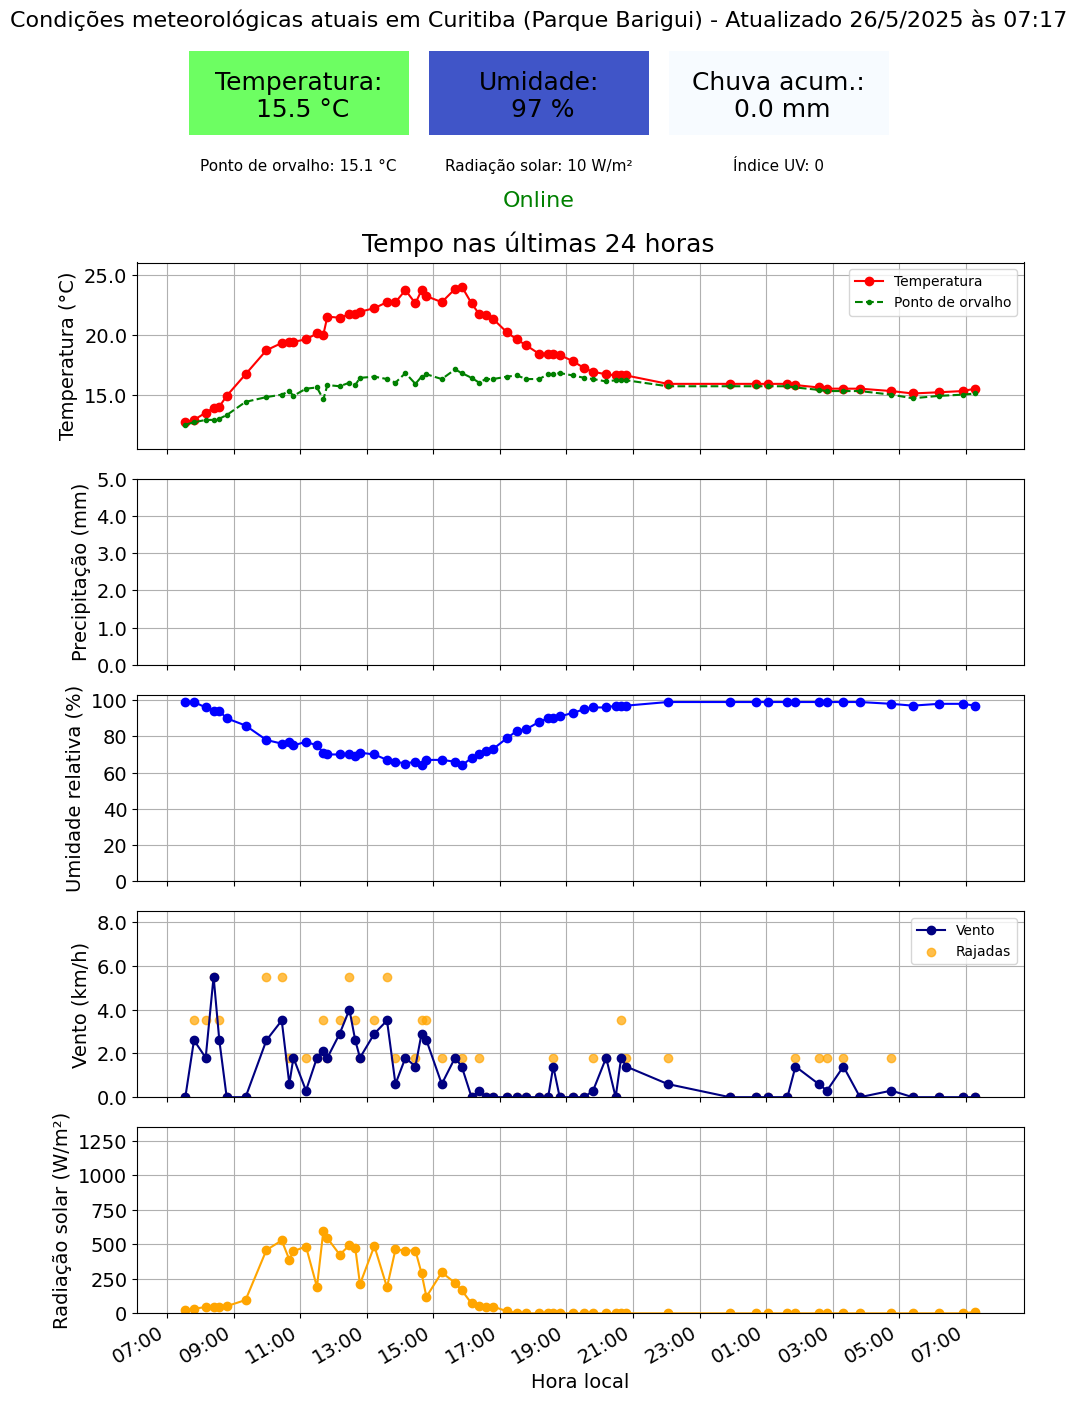 Condições meteorológicas atuais em Curitiba (Parque Barigui) - Atualizado 26/5/2025 às 07:17
Temperatura:
15.5 °C
Umidade:
97 %
Chuva acum.:
0.0 mm
Ponto de orvalho: 15.1 °C
Radiação solar: 10 W/m²
Índice UV: 0
Online
Tempo nas últimas 24 horas
Temperatura (°C)
25.0
20.0
15.0
Temperatura
Ponto de orvalho
Precipitação (mm)
5.0
4.0
3.0
2.0
1.0
0.0
Umidade relativa (%)
100
80
60
40
20
0
Vento (km/h)
8.0
6.0
4.0
2.0
0.0
Vento
Rajadas
Radiação solar (W/m²)
1250
1000
750
500
250
0
07:00
09:00
11:00
13:00
15:00
17:00
19:00
21:00
23:00
01:00
03:00
05:00
07:00
Hora local